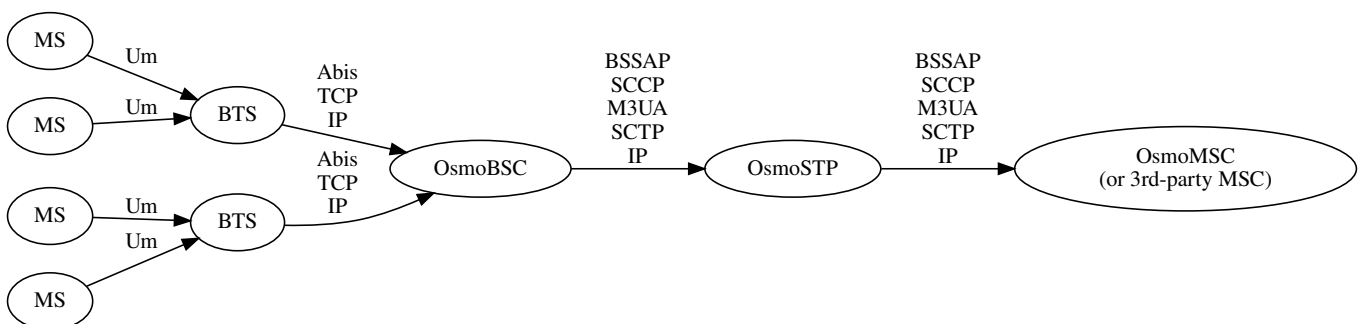 MS
Um
MS
Um
BTS
Abis
TCP
IP
MS
Um
MS
Um
BTS
Abis
TCP
IP
OsmoBSC
BSSAP
SCCP
M3UA
SCTP
IP
OsmoSTP
BSSAP
SCCP
M3UA
SCTP
IP
OsmoMSC
(or 3rd-party MSC)